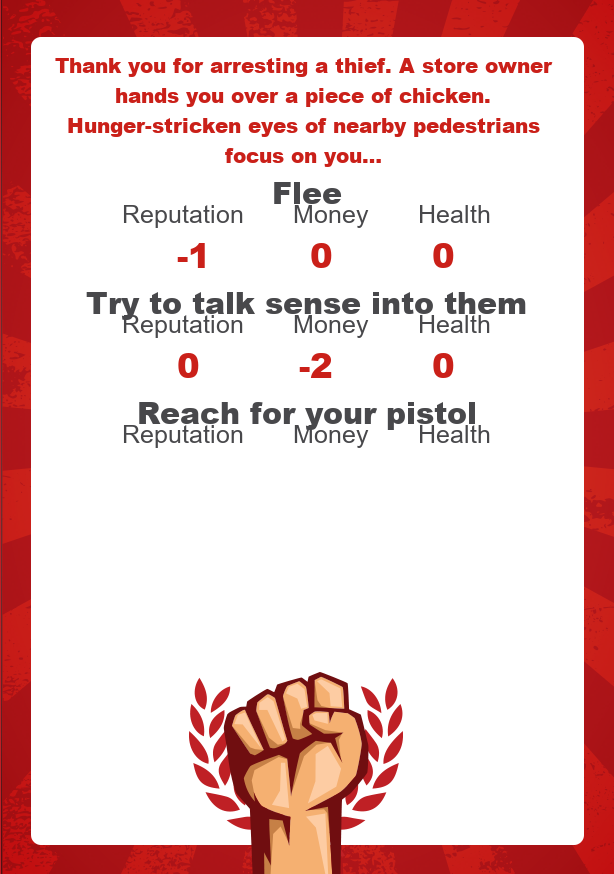 Thank you for arresting a thief. A store owner
hands you over a piece of chicken.
Hunger-stricken eyes of nearby pedestrians
focus on you...
Flee
Reputation Money Health
-1 0 0
Try to talk sense into them
Reputation Money Health
0 -2 0
Reach for your pistol
Reputation Money Health